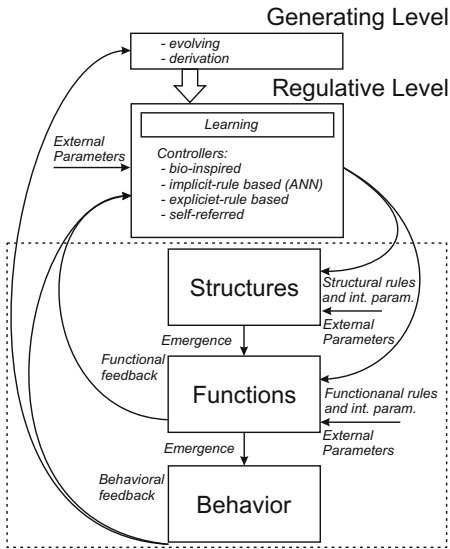 Generating Level
- evolving
- derivation
Regulative Level
Learning
External
Parameters
Controllers:
- bio-inspired
- implicit-rule based (ANN)
- expliciet-rule based
- self-referred
Structures
Structural rules
and int. param.
External
Parameters
Emergence
Functional
feedback
Functions
Functionanal rules
and int. param.
External
Parameters
Emergence
Behavioral
feedback
Behavior